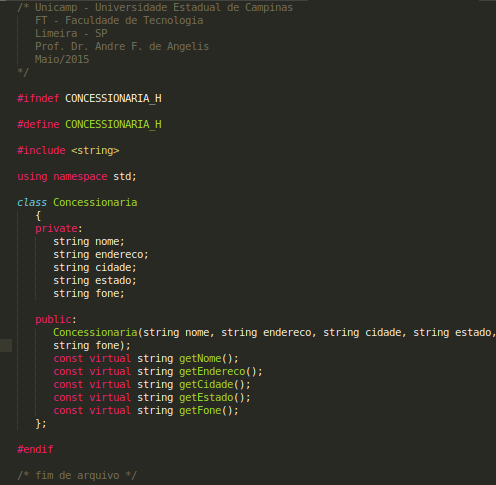 /* Unicamp - Universidade Estadual de Campinas
FT - Faculdade de Tecnologia
Limeira - SP
Prof. Dr. Andre F. de Angelis
Maio/2015
*/
#ifndef CONCESSIONARIA_H
#define CONCESSIONARIA_H
#include <string>
using namespace std;
class Concessionaria
{
private:
string nome;
string endereco;
string cidade;
string estado;
string fone;
public:
Concessionaria(string nome, string endereco, string cidade, string estado,
string fone);
const virtual string getNome();
const virtual string getEndereco();
const virtual string getCidade();
const virtual string getEstado();
const virtual string getFone();
};
#endif
/* fim de arquivo */